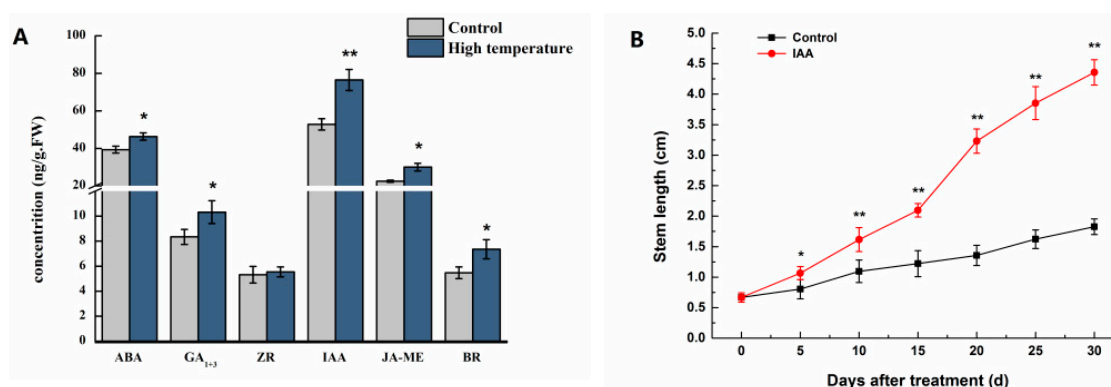 A
Control
High temperature
concentrition (ng/g.FW)
100
80
60
40
20
10
8
6
4
2
0
*
*
**
*
*
ABA
GA1+3
ZR
IAA
JA-ME
BR
B
Control
IAA
Stem length (cm)
5.0
4.5
4.0
3.5
3.0
2.5
2.0
1.5
1.0
0.5
0.0
*
**
**
**
**
**
0
5
10
15
20
25
30
Days after treatment (d)